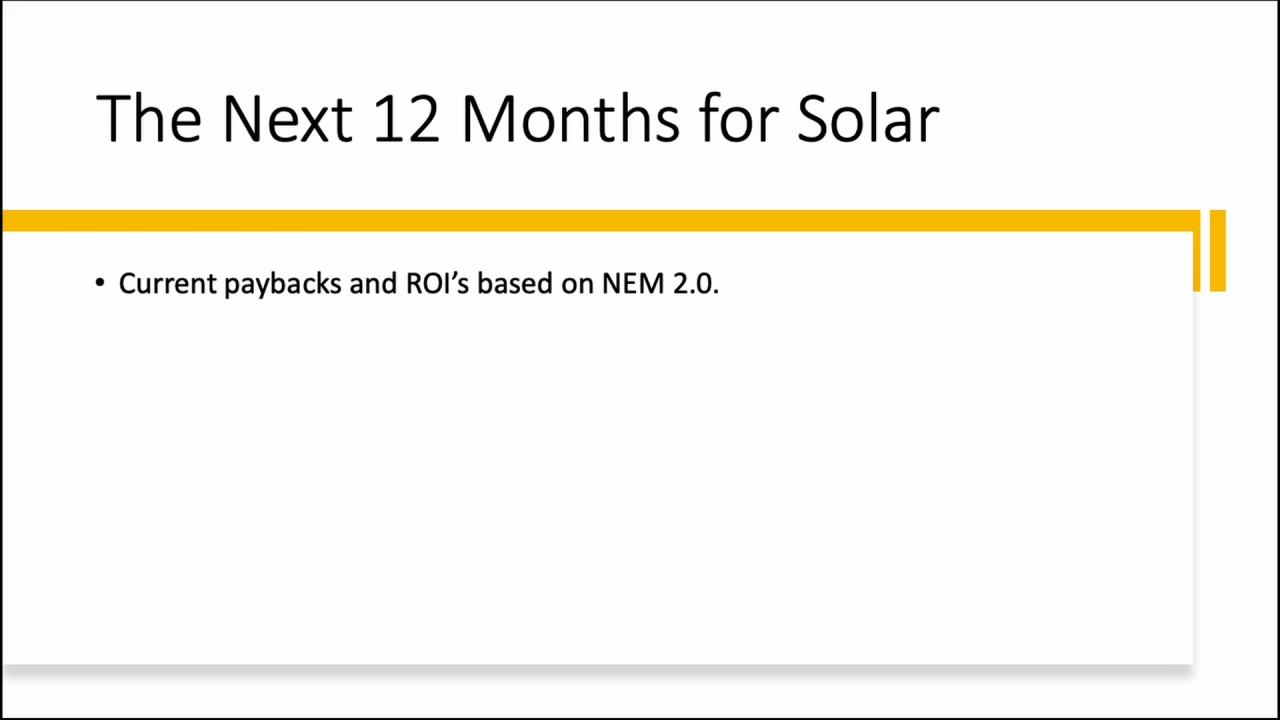 The Next 12 Months for Solar
• Current paybacks and ROI’s based on NEM 2.0.